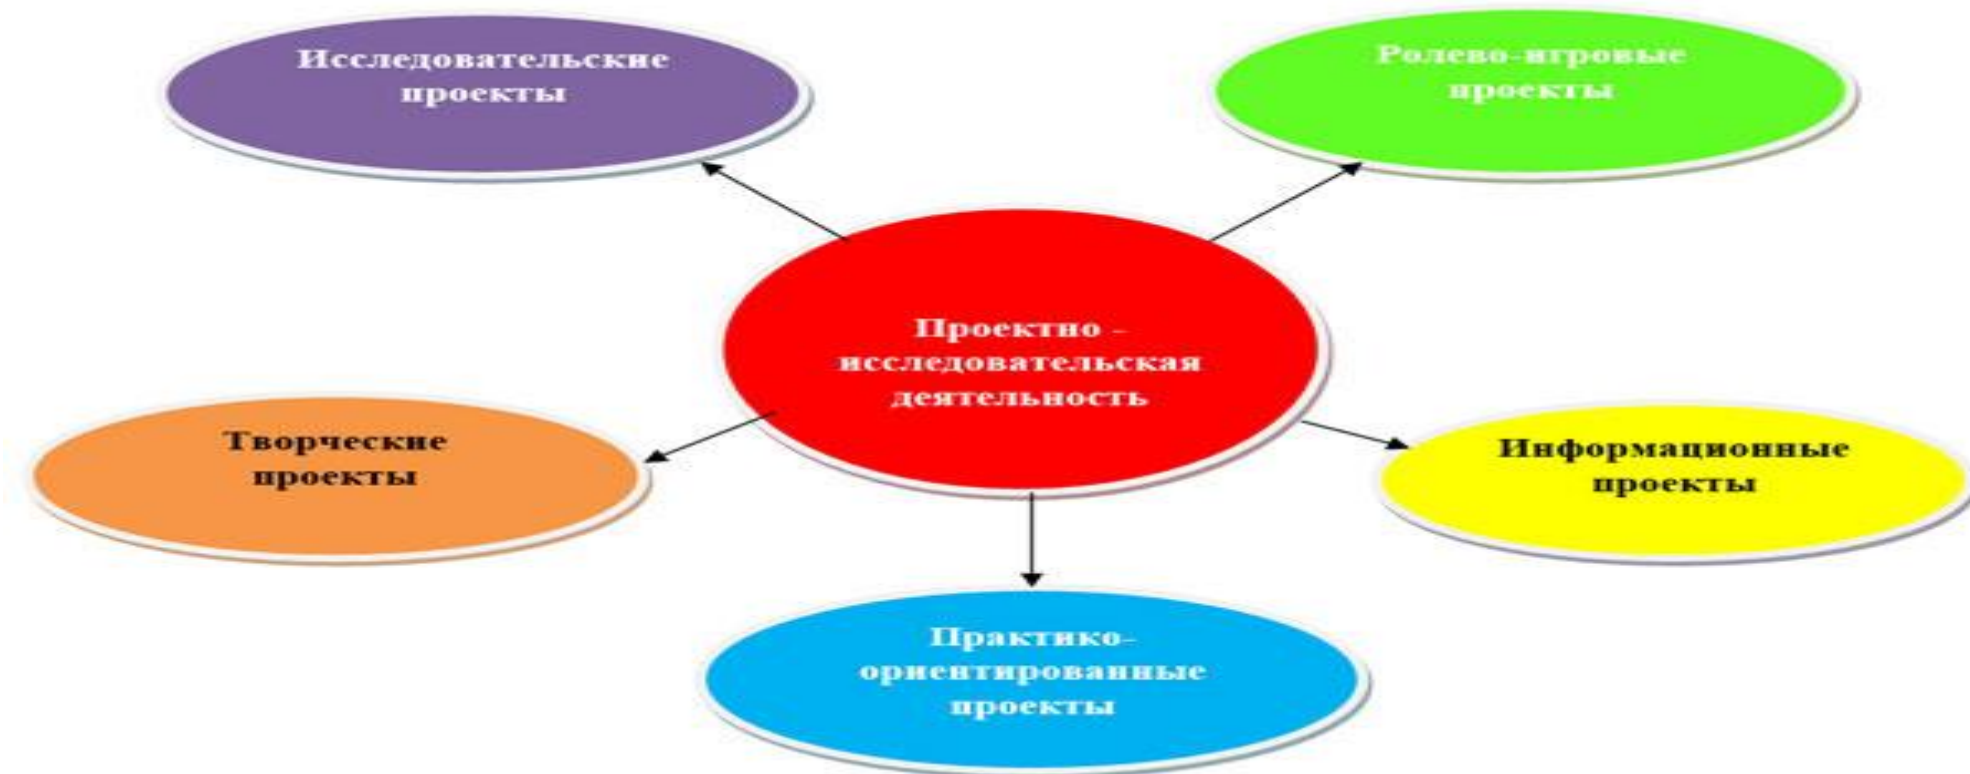 Исследовательские
проекты
Ролево-игровые
проекты
Проектно -
исследовательская
деятельность
Творческие
проекты
Информационные
проекты
Практико-
ориентированные
проекты